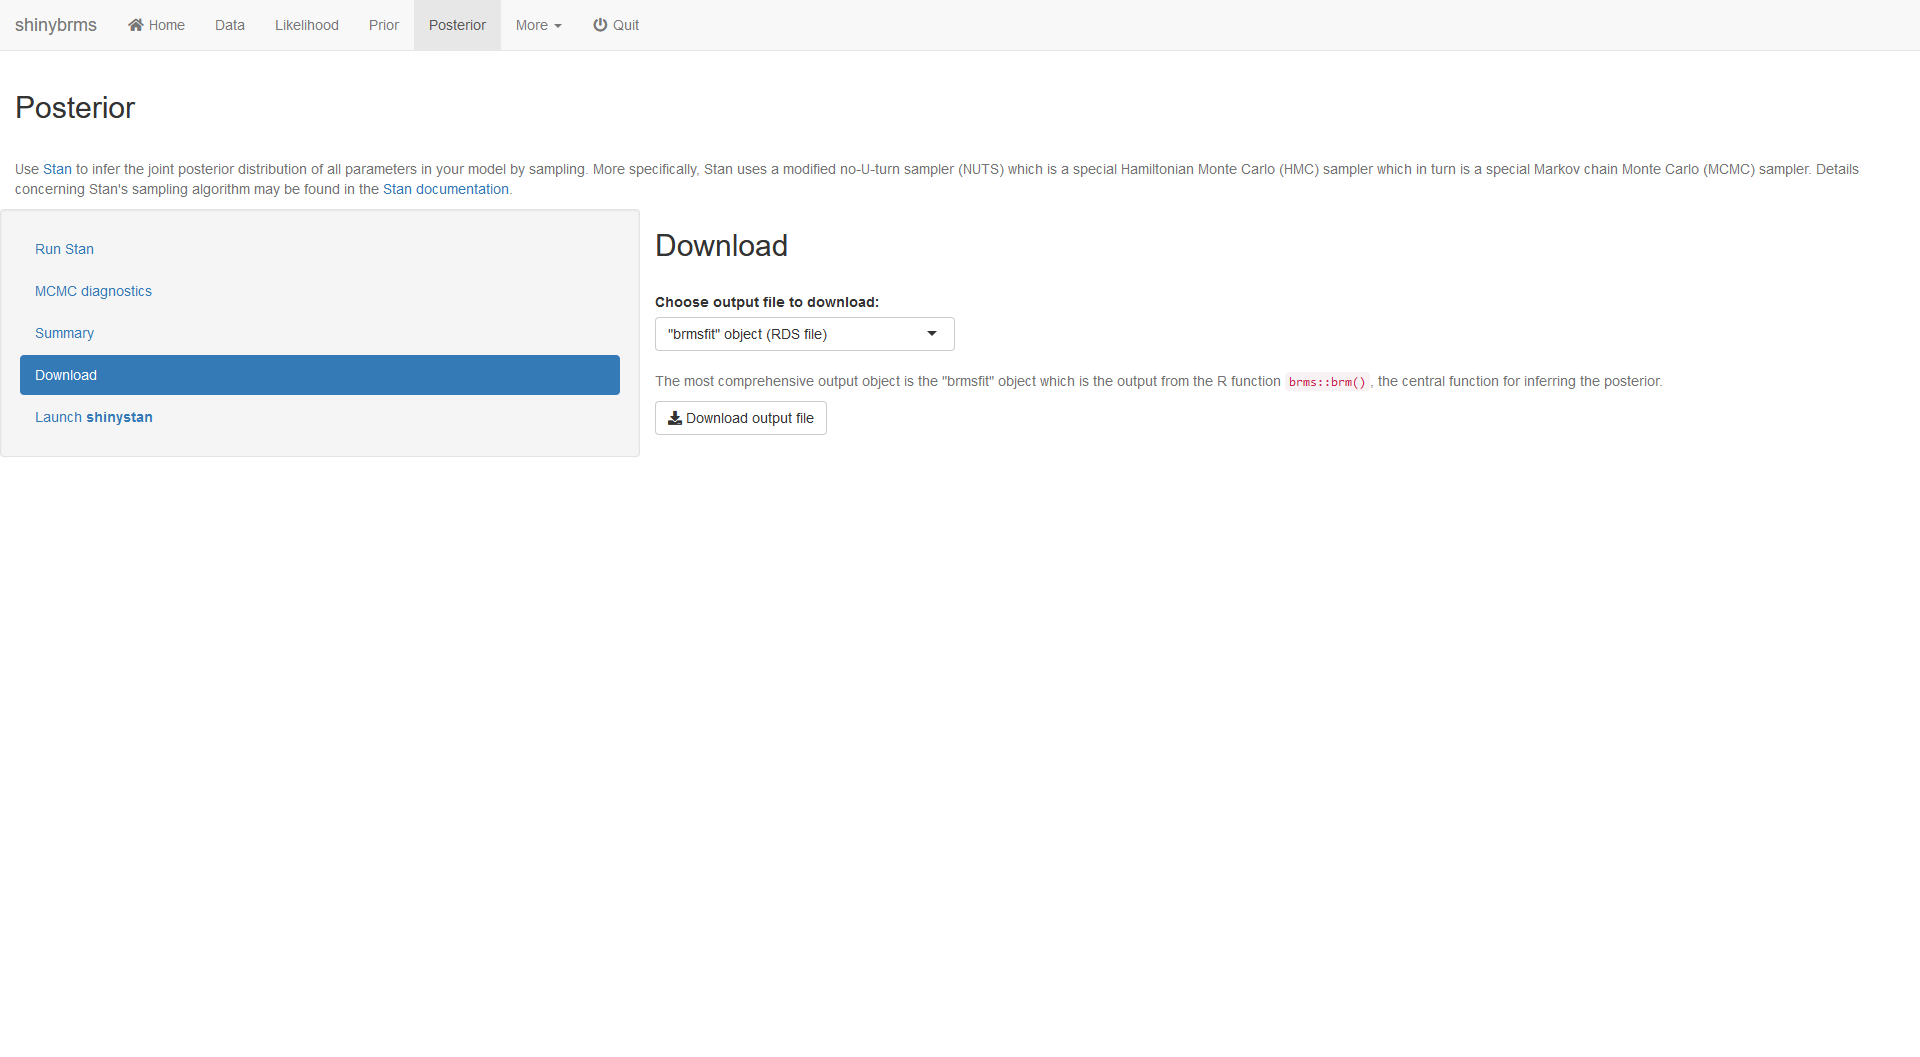 shinybrms Home Data Likelihood Prior Posterior More Quit
Posterior
Use Stan to infer the joint posterior distribution of all parameters in your model by sampling. More specifically, Stan uses a modified no-U-turn sampler (NUTS) which is a special Hamiltonian Monte Carlo (HMC) sampler which in turn is a special Markov chain Monte Carlo (MCMC) sampler. Details
concerning Stan's sampling algorithm may be found in the Stan documentation.
Run Stan
MCMC diagnostics
Summary
Download
Launch shinystan
Download
Choose output file to download:
"brmsfit" object (RDS file)
The most comprehensive output object is the "brmsfit" object which is the output from the R function brms::brm(), the central function for inferring the posterior.
Download output file